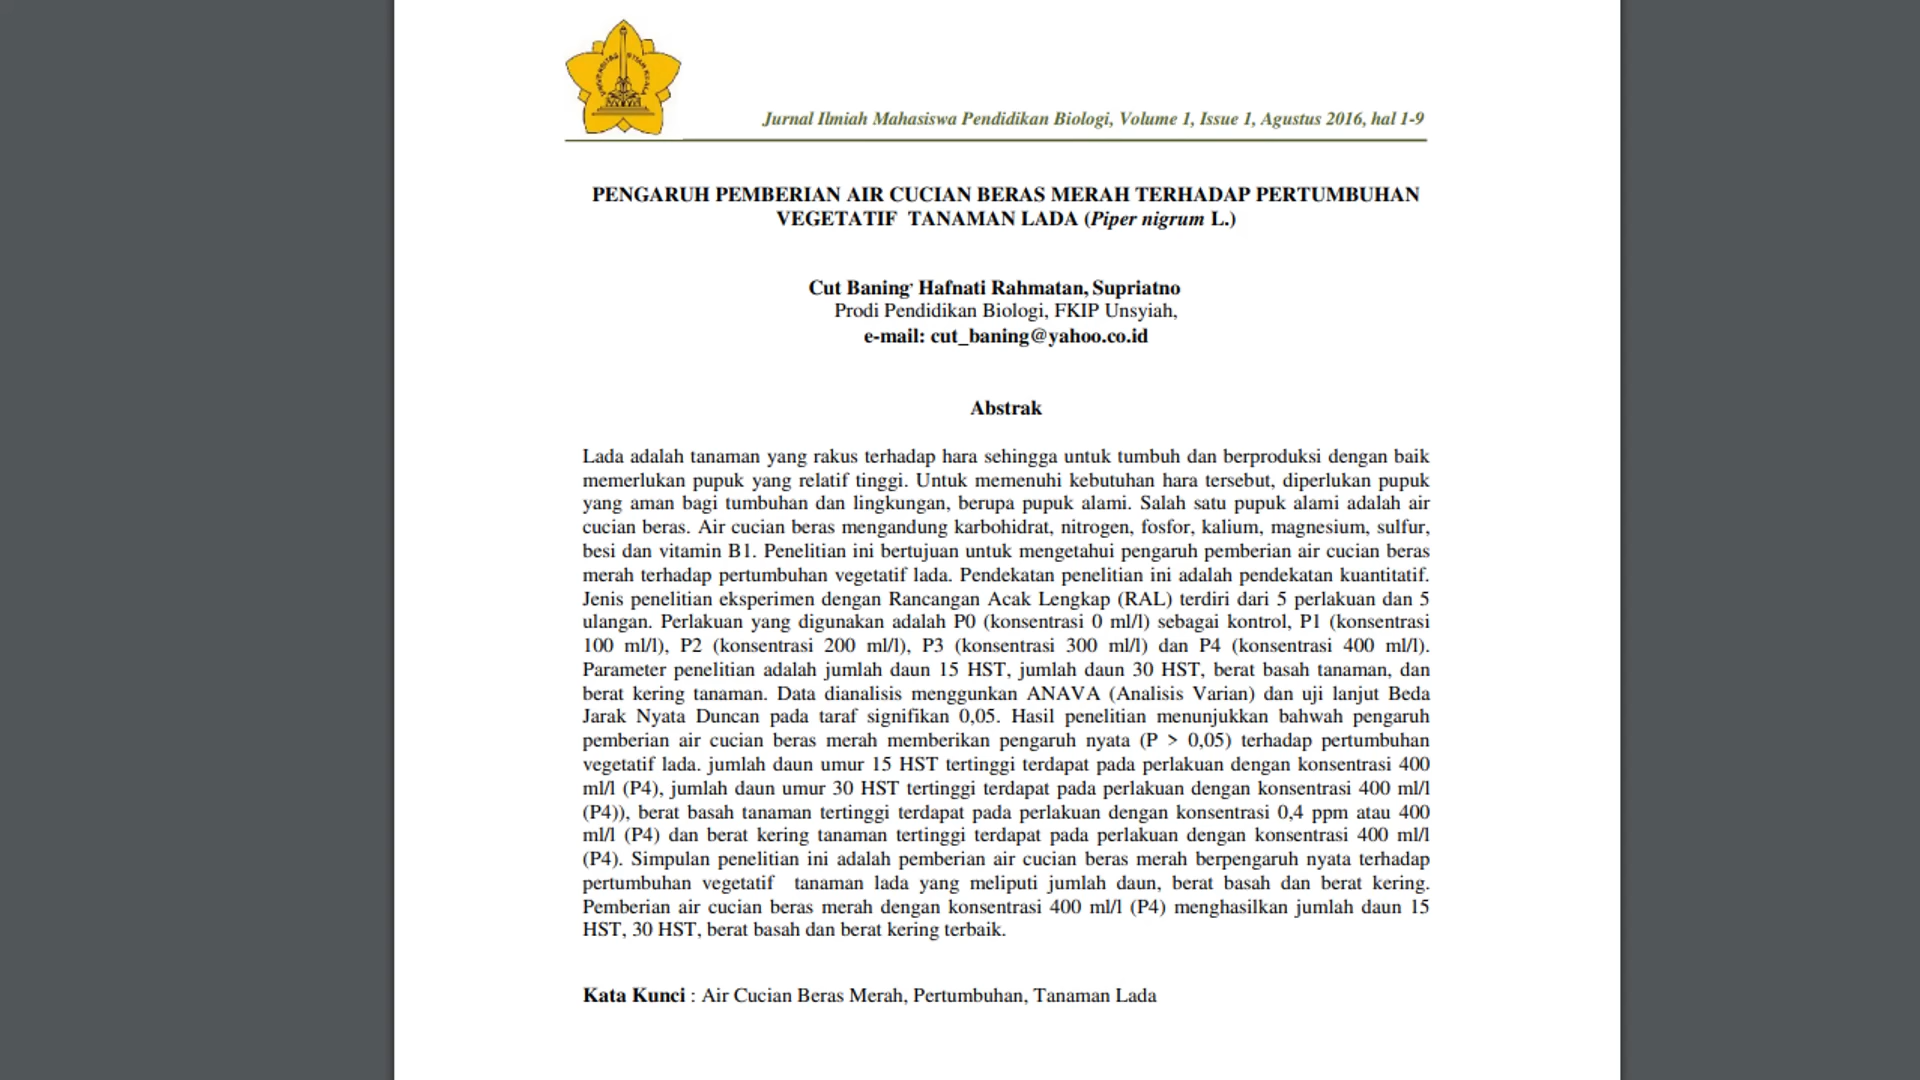 UNIVERSITAS SYIAH KUALA
Jurnal Ilmiah Mahasiswa Pendidikan Biologi, Volume 1, Issue 1, Agustus 2016, hal 1-9
PENGARUH PEMBERIAN AIR CUCIAN BERAS MERAH TERHADAP PERTUMBUHAN
VEGETATIF TANAMAN LADA (Piper nigrum L.)
Cut Baning, Hafnati Rahmatan, Supriatno
Prodi Pendidikan Biologi, FKIP Unsyiah,
e-mail: cut_baning@yahoo.co.id
Abstrak
Lada adalah tanaman yang rakus terhadap hara sehingga untuk tumbuh dan berproduksi dengan baik
memerlukan pupuk yang relatif tinggi. Untuk memenuhi kebutuhan hara tersebut, diperlukan pupuk
yang aman bagi tumbuhan dan lingkungan, berupa pupuk alami. Salah satu pupuk alami adalah air
cucian beras. Air cucian beras mengandung karbohidrat, nitrogen, fosfor, kalium, magnesium, sulfur,
besi dan vitamin B1. Penelitian ini bertujuan untuk mengetahui pengaruh pemberian air cucian beras
merah terhadap pertumbuhan vegetatif lada. Pendekatan penelitian ini adalah pendekatan kuantitatif.
Jenis penelitian eksperimen dengan Rancangan Acak Lengkap (RAL) terdiri dari 5 perlakuan dan 5
ulangan. Perlakuan yang digunakan adalah P0 (konsentrasi 0 ml/l) sebagai kontrol, P1 (konsentrasi
100 ml/l), P2 (konsentrasi 200 ml/l), P3 (konsentrasi 300 ml/l) dan P4 (konsentrasi 400 ml/l).
Parameter penelitian adalah jumlah daun 15 HST, jumlah daun 30 HST, berat basah tanaman, dan
berat kering tanaman. Data dianalisis menggunkan ANAVA (Analisis Varian) dan uji lanjut Beda
Jarak Nyata Duncan pada taraf signifikan 0,05. Hasil penelitian menunjukkan bahwah pengaruh
pemberian air cucian beras merah memberikan pengaruh nyata (P > 0,05) terhadap pertumbuhan
vegetatif lada. jumlah daun umur 15 HST tertinggi terdapat pada perlakuan dengan konsentrasi 400
ml/l (P4), jumlah daun umur 30 HST tertinggi terdapat pada perlakuan dengan konsentrasi 400 ml/l
(P4)), berat basah tanaman tertinggi terdapat pada perlakuan dengan konsentrasi 0,4 ppm atau 400
ml/l (P4) dan berat kering tanaman tertinggi terdapat pada perlakuan dengan konsentrasi 400 ml/l
(P4). Simpulan penelitian ini adalah pemberian air cucian beras merah berpengaruh nyata terhadap
pertumbuhan vegetatif tanaman lada yang meliputi jumlah daun, berat basah dan berat kering.
Pemberian air cucian beras merah dengan konsentrasi 400 ml/l (P4) menghasilkan jumlah daun 15
HST, 30 HST, berat basah dan berat kering terbaik.
Kata Kunci : Air Cucian Beras Merah, Pertumbuhan, Tanaman Lada